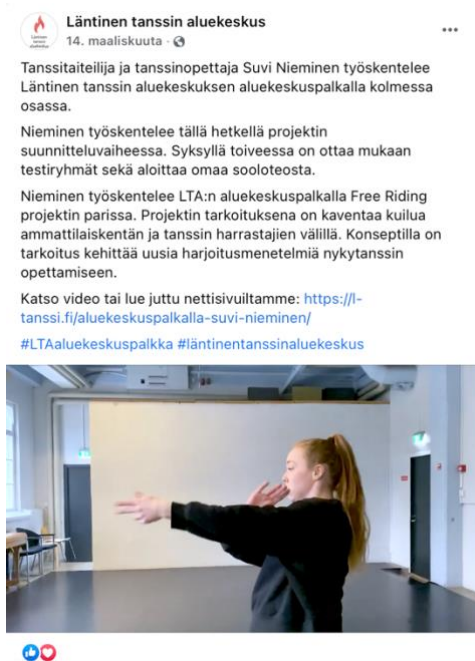 Läntinen tanssin aluekeskus
14. maaliskuuta ·
Tanssitaiteilija ja tanssinopettaja Suvi Nieminen työskentelee
Läntinen tanssin aluekeskuksen aluekeskuspalkalla kolmessa
osassa.
Nieminen työskentelee tällä hetkellä projektin
suunnitteluvaiheessa. Syksyllä toiveessa on ottaa mukaan
testiryhmät sekä aloittaa omaa sooloteosta.
Nieminen työskentelee LTA:n aluekeskuspalkalla Free Riding
projektin parissa. Projektin tarkoituksena on kaventaa kuilua
ammattilaiskentän ja tanssin harrastajien välillä. Konseptilla on
tarkoitus kehittää uusia harjoitusmenetelmiä nykytanssin
opettamiseen.
Katso video tai lue juttu nettisivuiltamme: https://l-
tanssi.fi/aluekeskuspalkalla-suvi-nieminen/
#LTAaluekeskuspalkka #läntinentanssinaluekeskus